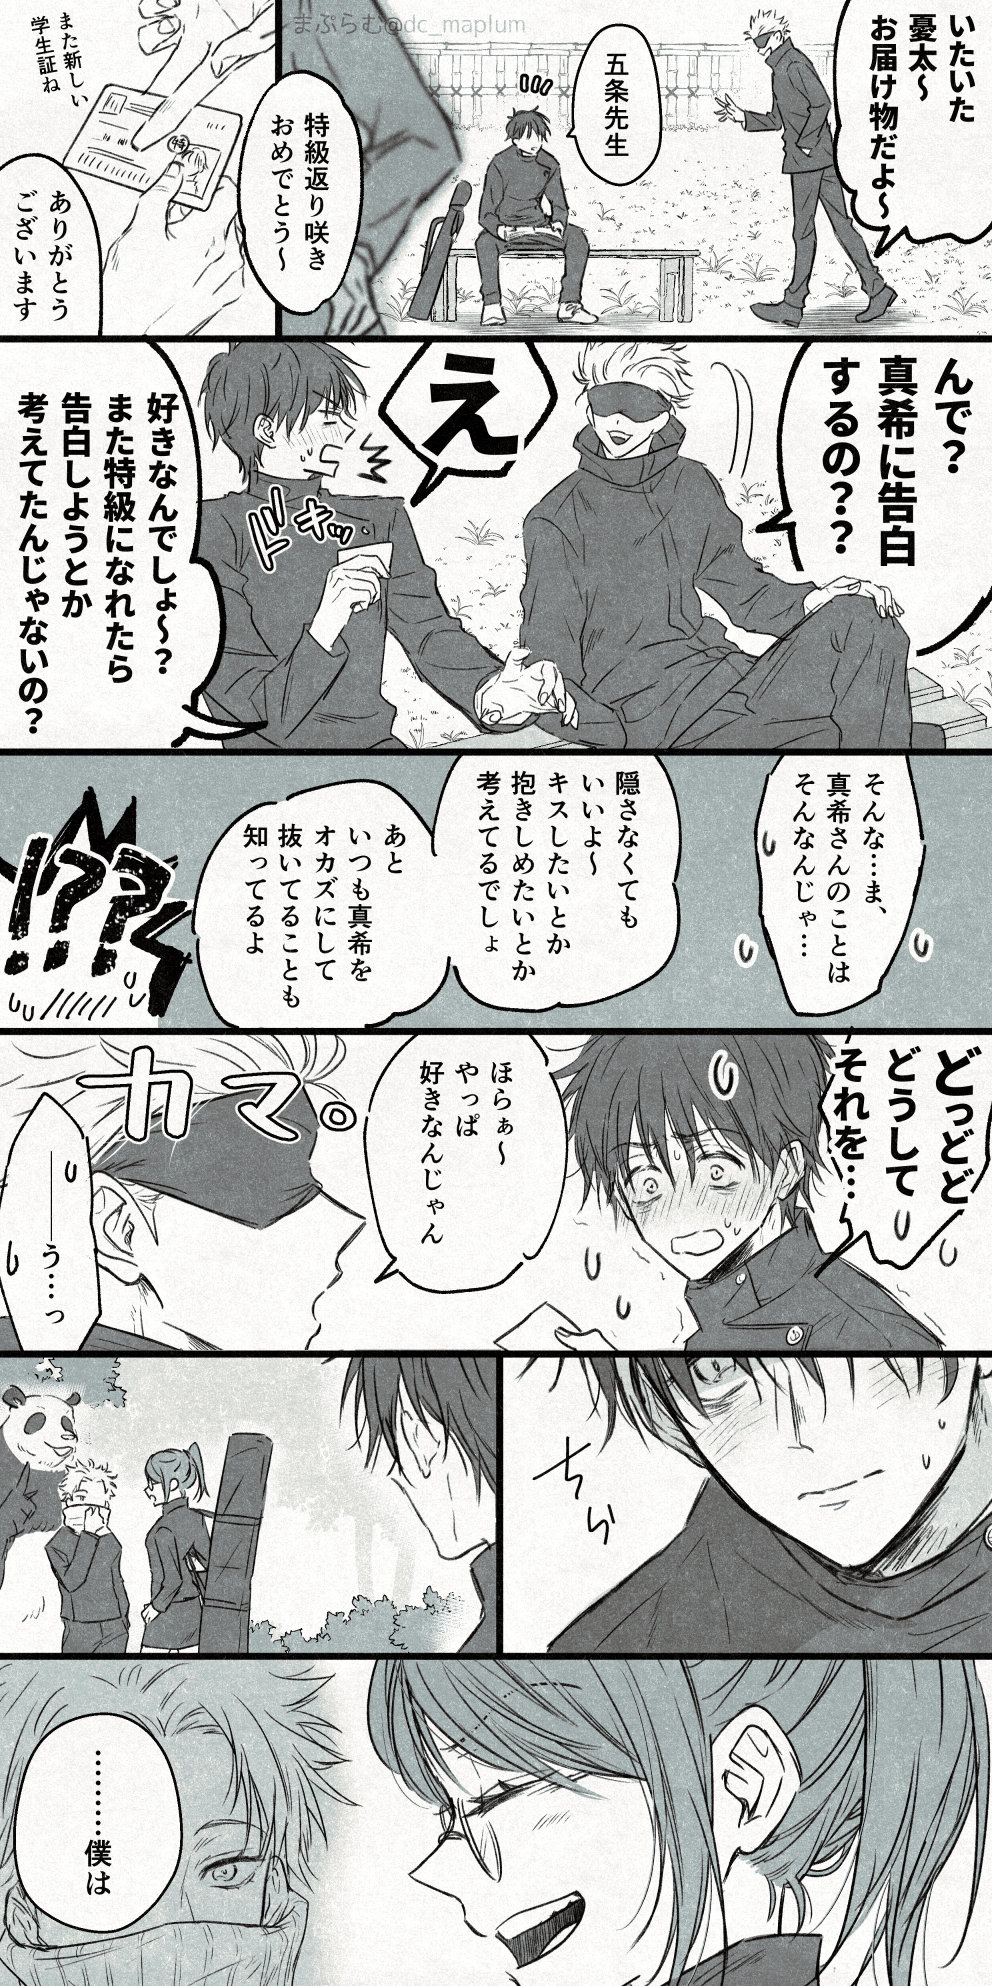 まぷらむ@dc_maplum
いたいた
憂太～
お届け物だよ～
五条先生
特級返り咲き
おめでとう～
また新しい
学生証ね
特
ありがとう
ございます
んで？
真希に告白
するの？？
え
ドキッ…
好きなんでしょ～？
また特級になれたら
告白しようとか
考えてたんじゃないの？
そんな…ま、
真希さんのことは
そんなんじゃ…
隠さなくても
いいよ～
キスしたいとか
抱きしめたいとか
考えてるでしょ
あと
いつも真希を
オカズにして
抜いてることも
知ってるよ
!???
どっどど
どうして
それを…
ほらぁ～
やっぱ
好きなんじゃん
カマ。
――う…っ
ちら
………僕は